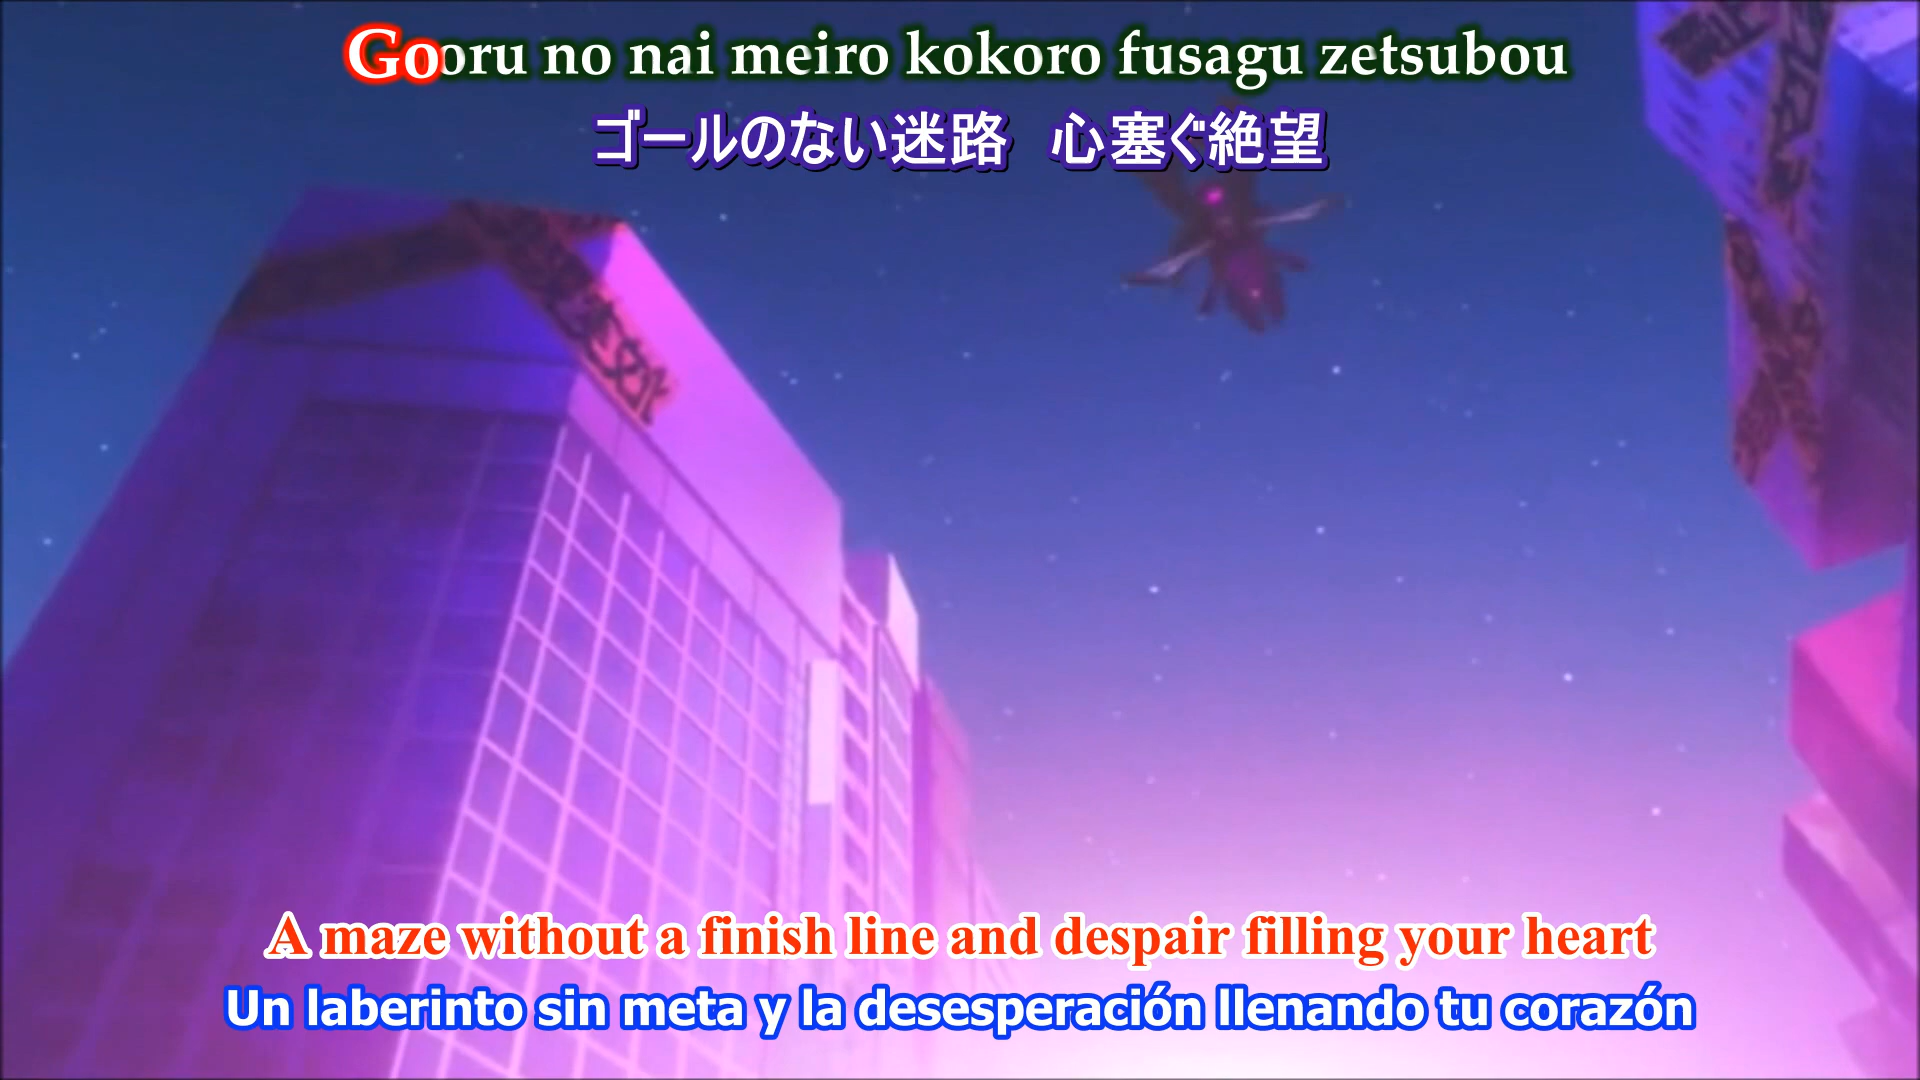 Gooru no nai meiro kokoro fusagu zetsubou
ゴールのない迷路　心塞ぐ絶望
A maze without a finish line and despair filling your heart
Un laberinto sin meta y la desesperación llenando tu corazón